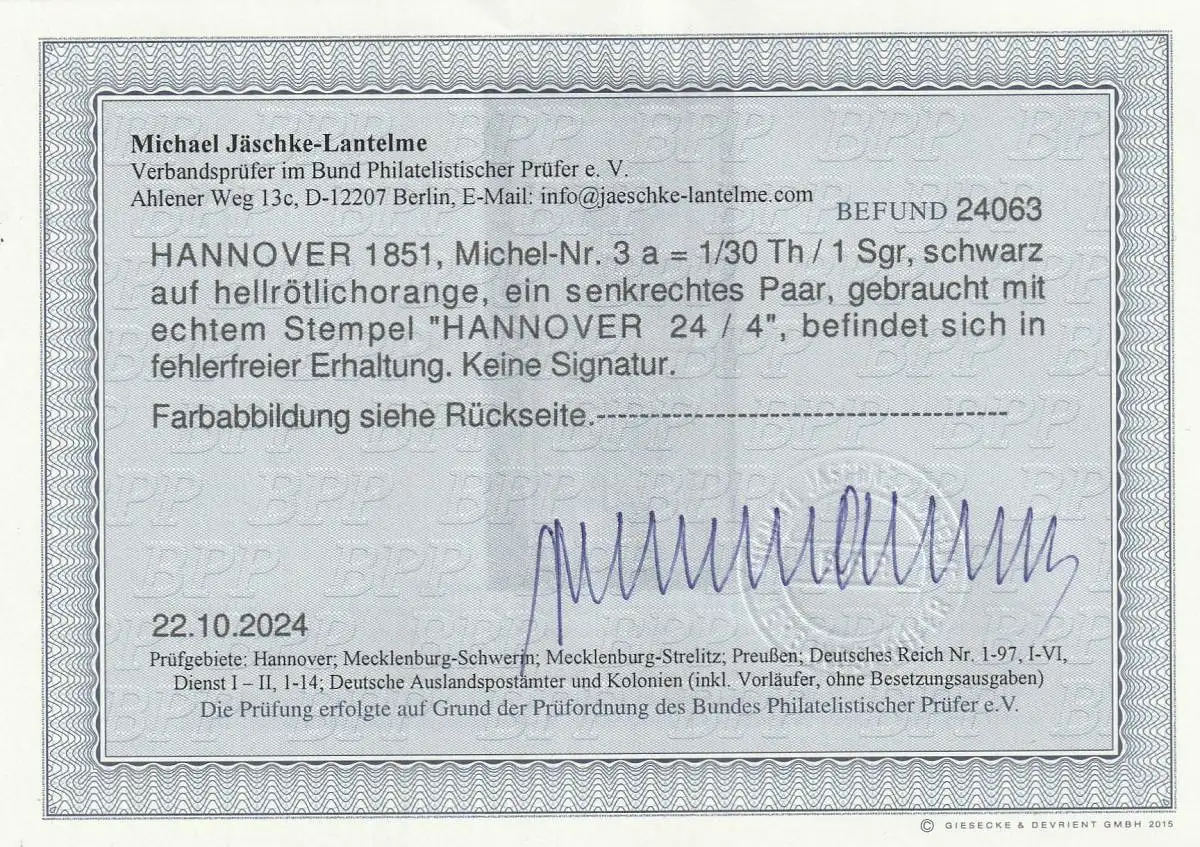 Michael Jäschke-Lantelme
Verbandsprüfer im Bund Philatelistischer Prüfer e. V.
Ahlener Weg 13c, D-12207 Berlin, E-Mail: info@jaeschke-lantelme.com
BEFUND 24063
HANNOVER 1851, Michel-Nr. 3 a = 1/30 Th / 1 Sgr, schwarz
auf hellrötlichorange, ein senkrechtes Paar, gebraucht mit
echtem Stempel "HANNOVER 24 / 4", befindet sich in
fehlerfreier Erhaltung. Keine Signatur.
Farbabbildung siehe Rückseite.---------------------------------------
22.10.2024
Prüfgebiete: Hannover; Mecklenburg-Schwerin; Mecklenburg-Strelitz; Preußen; Deutsches Reich Nr. 1-97, I-VI,
Dienst I – II, 1-14; Deutsche Auslandspostämter und Kolonien (inkl. Vorläufer, ohne Besetzungsausgaben)
Die Prüfung erfolgte auf Grund der Prüfordnung des Bundes Philatelistischer Prüfer e.V.
© GIESECKE & DEVRIENT GMBH 2015